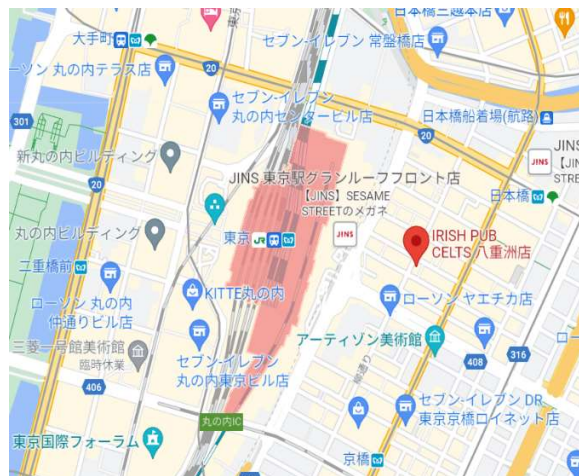 日本橋三越本店
セブン-イレブン 常盤橋店
大手町
ーソン 丸の内
テラス店
20
セブン-イレブン
丸の内センタービル店
301
日本橋船着場(航路)
20
新丸の内ビルディング
JINS 東京駅グランルーフフロント店
【JINS】SESAME
STREETのメガネ
JINS
JINS
JIN
【JIN
STRE
20
日本橋
丸の内ビルディング
東京
JR
JINS
IRISH PUB
CELTS 八重洲店
二重橋前
KITTE丸の内
ローソン 丸の内
仲通りビル店
ローソン ヤエチカ店
三菱一号館美術館
臨時休業
セブン-イレブン
丸の内東京ビル店
アーティゾン美術館
ロー
316
408
406
柳通り
丸の内IC
セブン-イレブン DR
東京京橋ロイネット店
東京国際フォーラム
京橋